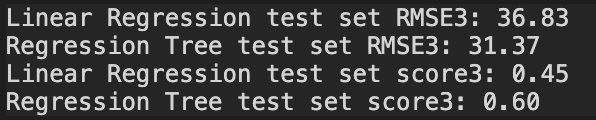 Linear Regression test set RMSE3: 36.83
Regression Tree test set RMSE3: 31.37
Linear Regression test set score3: 0.45
Regression Tree test set score3: 0.60